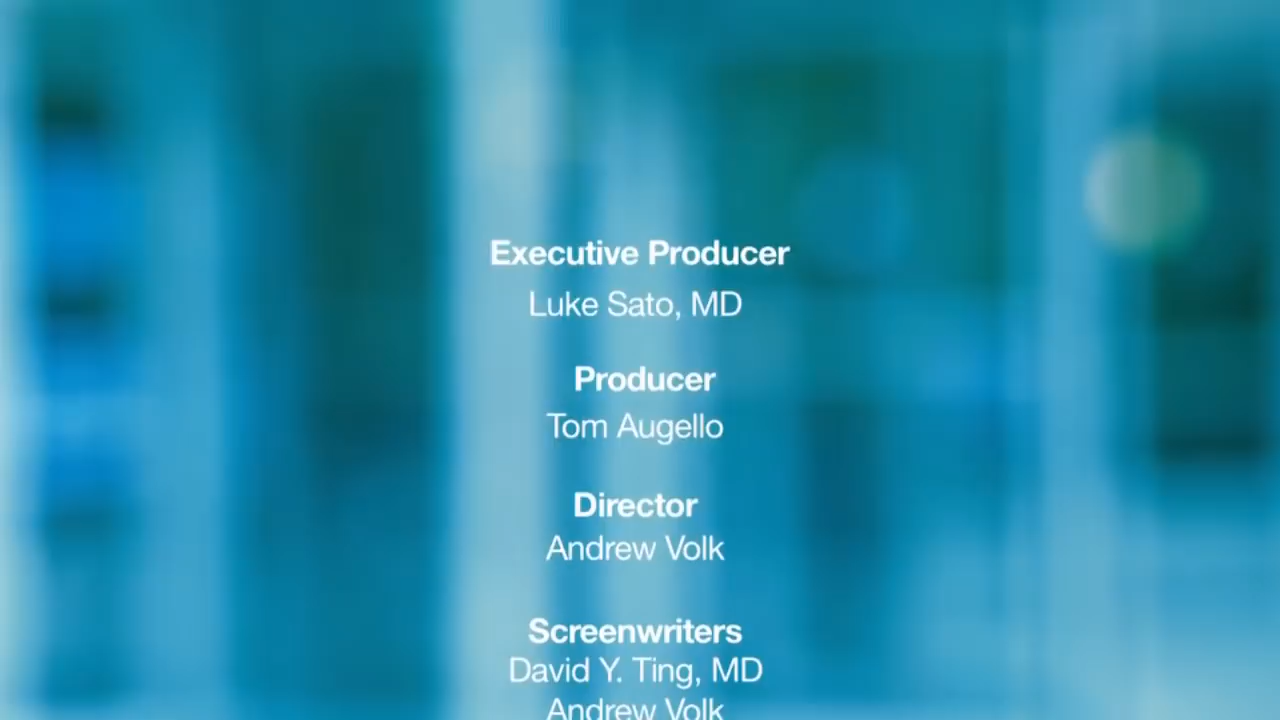 Executive Producer
Luke Sato, MD
Producer
Tom Augello
Director
Andrew Volk
Screenwriters
David Y. Ting, MD
Andrew Volk